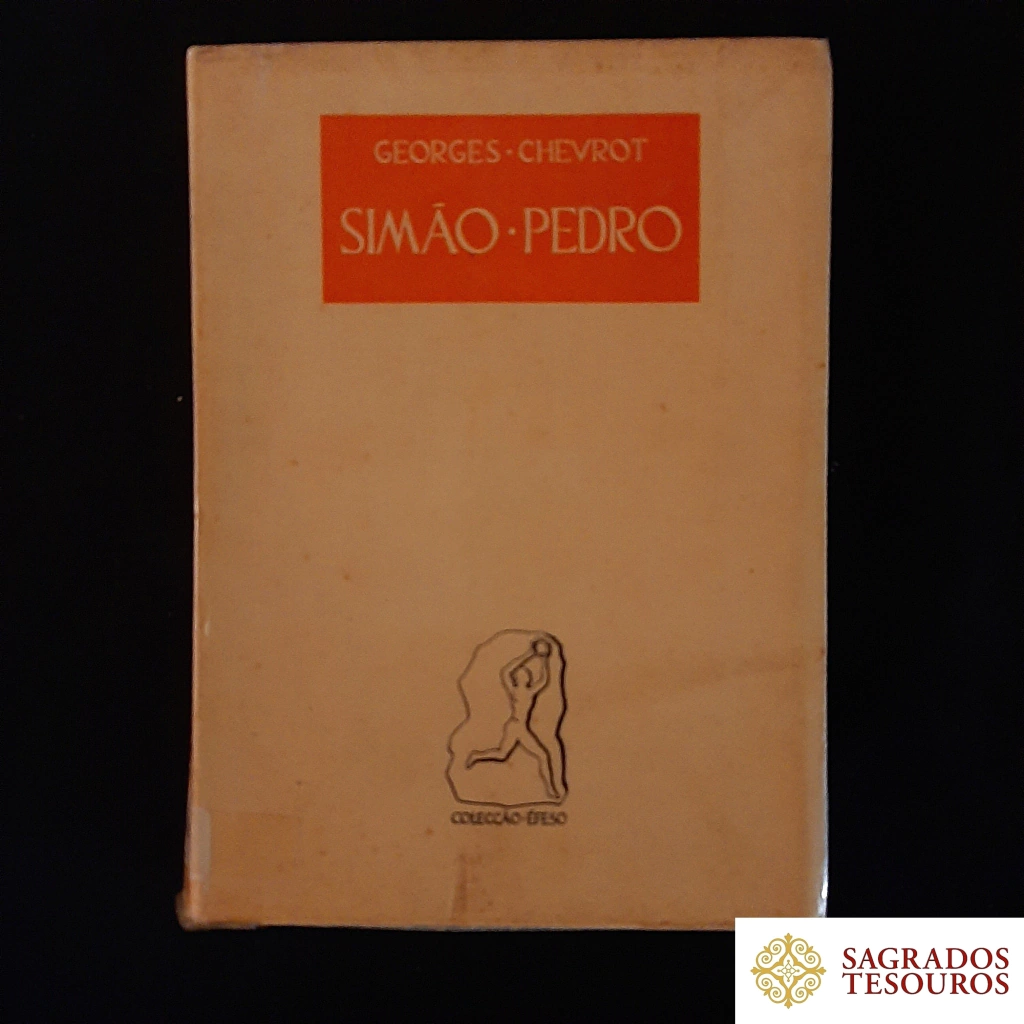 GEORGES·CHEVROT
SIMÃO·PEDRO
COLECÇÃO·ÉFESO
SAGRADOS
TESOUROS